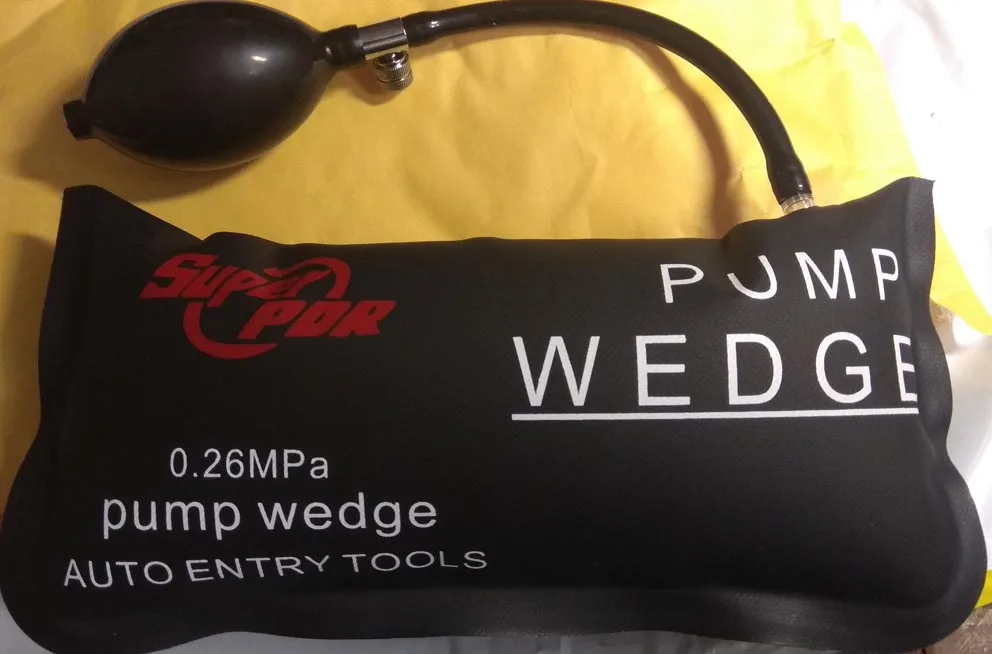 SUPER
PDR
PUMP
WEDGE
0.26MPa
pump wedge
AUTO ENTRY TOOLS